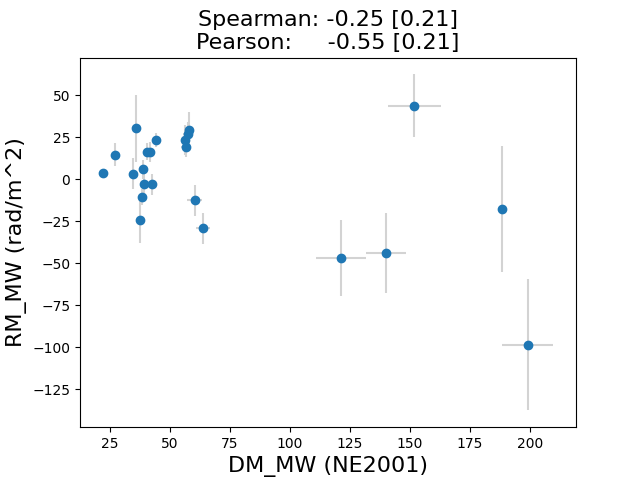 Spearman: -0.25 [0.21]
Pearson: -0.55 [0.21]
50
25
0
−25
−50
−75
−100
−125
RM_MW (rad/m^2)
25 50 75 100 125 150 175 200
DM_MW (NE2001)